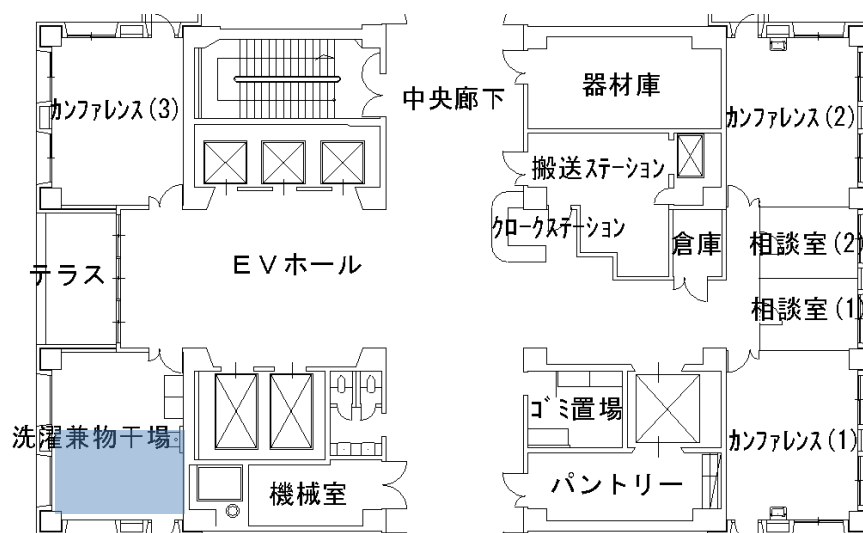 カンファレンス(3)
中央廊下
器材庫
カンファレンス(2)
搬送ステーション
クロークステーション
倉庫
相談室(2)
テラス
EVホール
相談室(1)
洗濯兼物干場
ゴミ置場
カンファレンス(1)
機械室
パントリー